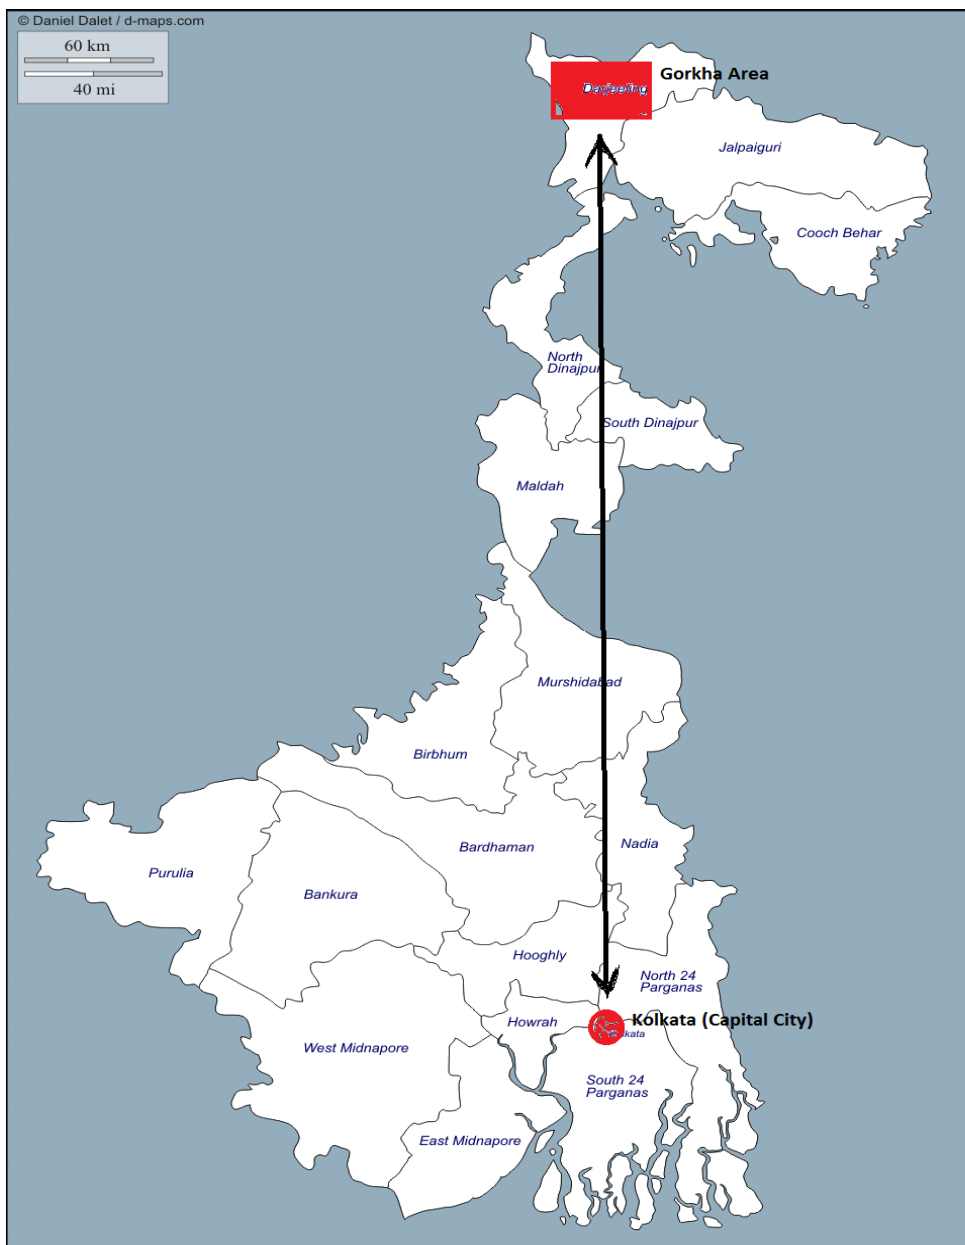 © Daniel Dalet / d-maps.com
60 km
40 mi
Gorkha Area
Darjeeling
Jalpaiguri
Cooch Behar
North
Dinajpur
South Dinajpur
Maldah
Murshidabad
Birbhum
Nadia
Bardhaman
Purulia
Bankura
Hooghly
North 24
Parganas
Howrah
Kolkata (Capital City)
Kolkata
West Midnapore
South 24
Parganas
East Midnapore